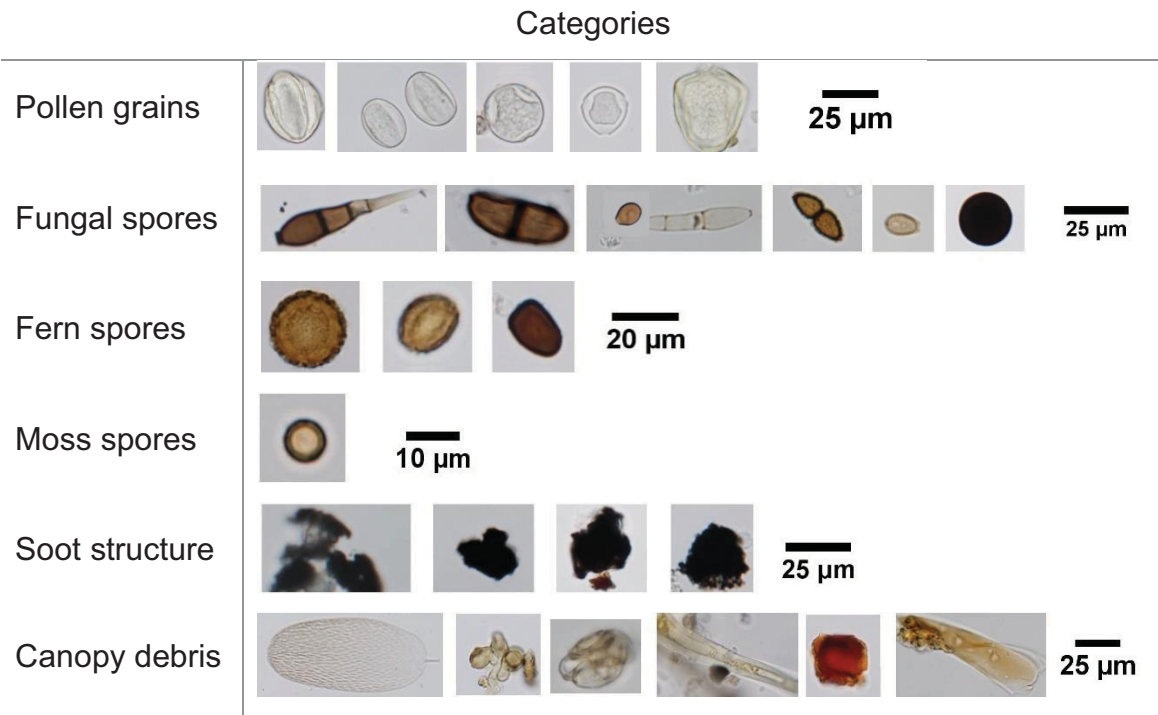 Categories
Pollen grains
25 µm
Fungal spores
25 µm
Fern spores
20 µm
Moss spores
10 µm
Soot structure
25 µm
Canopy debris
25 µm